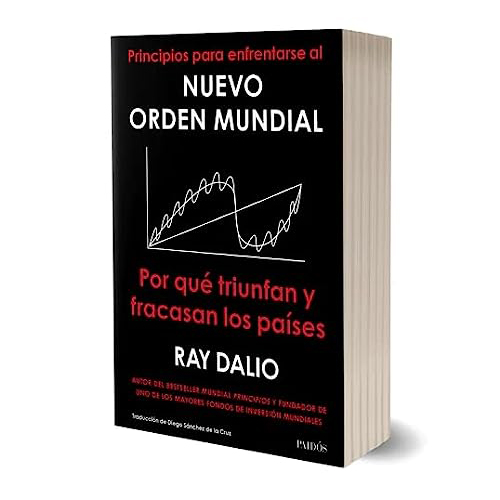 Principios para enfrentarse al
NUEVO
ORDEN MUNDIAL
Por qué triunfan y
fracasan los países
RAY DALIO
AUTOR DEL BESTSELLER MUNDIAL PRINCIPIOS Y FUNDADOR DE
UNO DE LOS MAYORES FONDOS DE INVERSIÓN MUNDIALES
Traducción de Diego Sánchez de la Cruz
PAIDÓS